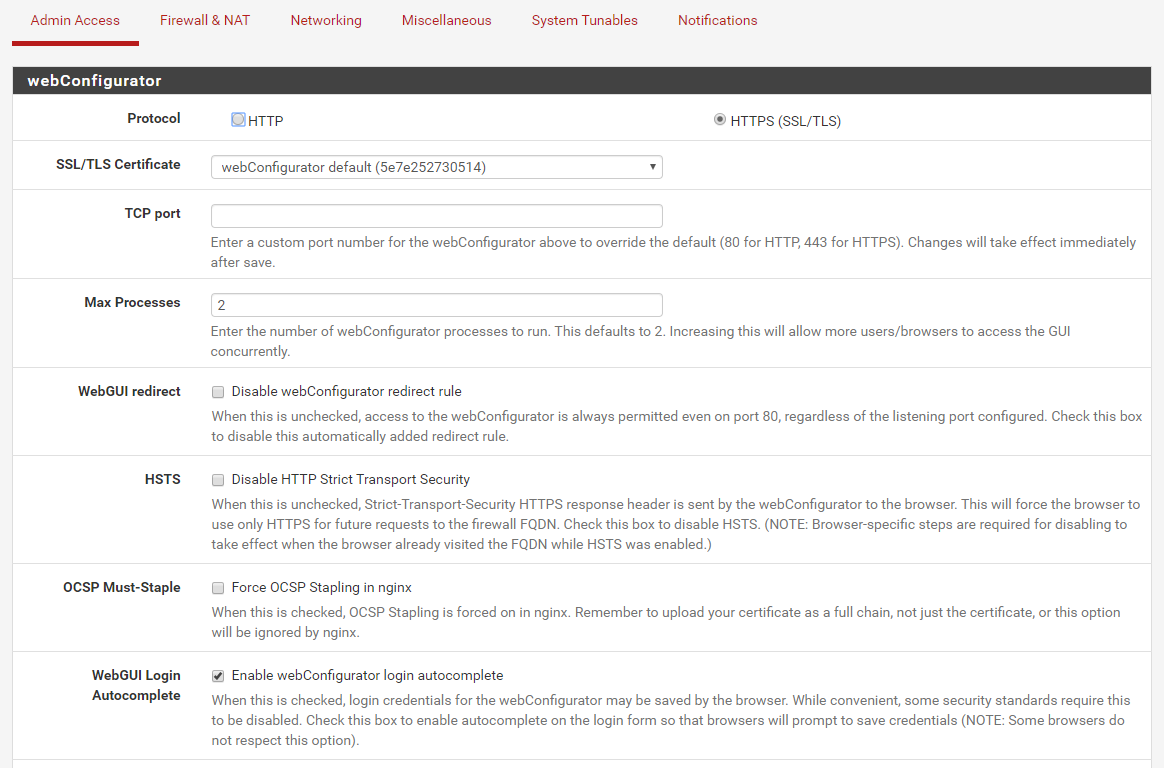 Admin Access Firewall & NAT Networking Miscellaneous System Tunables Notifications
webConfigurator
Protocol HTTP HTTPS (SSL/TLS)
SSL/TLS Certificate webConfigurator default (5e7e252730514)
TCP port
Enter a custom port number for the webConfigurator above to override the default (80 for HTTP, 443 for HTTPS). Changes will take effect immediately
after save.
Max Processes 2
Enter the number of webConfigurator processes to run. This defaults to 2. Increasing this will allow more users/browsers to access the GUI
concurrently.
WebGUI redirect Disable webConfigurator redirect rule
When this is unchecked, access to the webConfigurator is always permitted even on port 80, regardless of the listening port configured. Check this box
to disable this automatically added redirect rule.
HSTS Disable HTTP Strict Transport Security
When this is unchecked, Strict-Transport-Security HTTPS response header is sent by the webConfigurator to the browser. This will force the browser to
use only HTTPS for future requests to the firewall FQDN. Check this box to disable HSTS. (NOTE: Browser-specific steps are required for disabling to
take effect when the browser already visited the FQDN while HSTS was enabled.)
OCSP Must-Staple Force OCSP Stapling in nginx
When this is checked, OCSP Stapling is forced on in nginx. Remember to upload your certificate as a full chain, not just the certificate, or this option
will be ignored by nginx.
WebGUI Login Enable webConfigurator login autocomplete
Autocomplete
When this is checked, login credentials for the webConfigurator may be saved by the browser. While convenient, some security standards require this
to be disabled. Check this box to enable autocomplete on the login form so that browsers will prompt to save credentials (NOTE: Some browsers do
not respect this option).